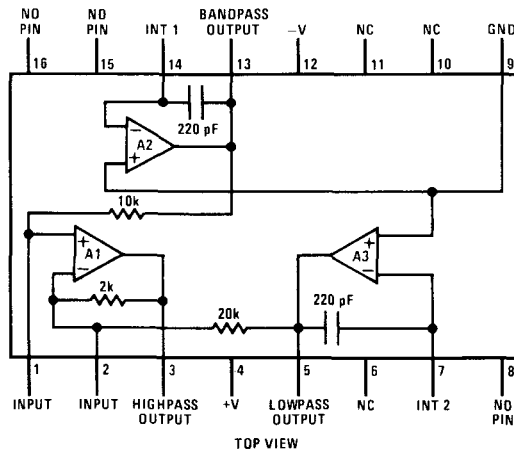 NO PIN
NO PIN
INT 1
BANDPASS OUTPUT
−V
NC
NC
GND
16
15
14
13
12
11
10
9
220 pF
−
A2
+
10k
+
A1
−
2k
20k
+
A3
−
220 pF
1
2
3
4
5
6
7
8
INPUT
INPUT
HIGHPASS OUTPUT
+V
LOWPASS OUTPUT
NC
INT 2
NO PIN
TOP VIEW